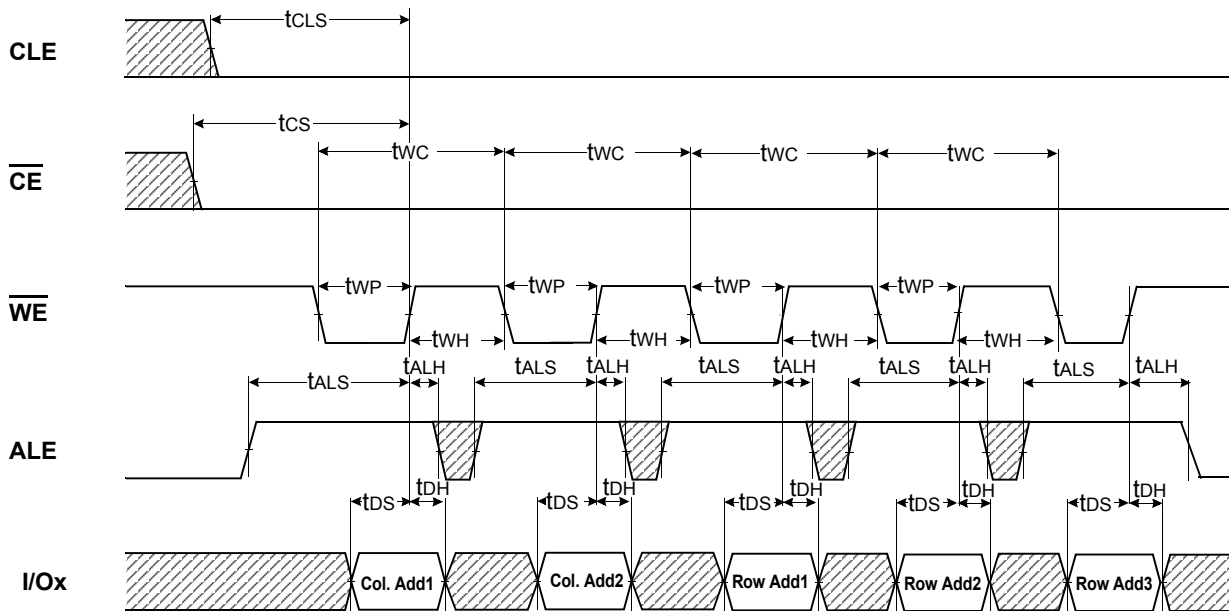 CLE
tCLS
tCS
CE
tWC tWC tWC tWC
WE
tWP tWP tWP tWP
tWH tWH tWH tWH
tALS tALH tALS tALH tALS tALH tALS tALH tALS tALH
ALE
tDS tDH tDS tDH tDS tDH tDS tDH tDS tDH
I/Ox
Col. Add1 Col. Add2 Row Add1 Row Add2 Row Add3